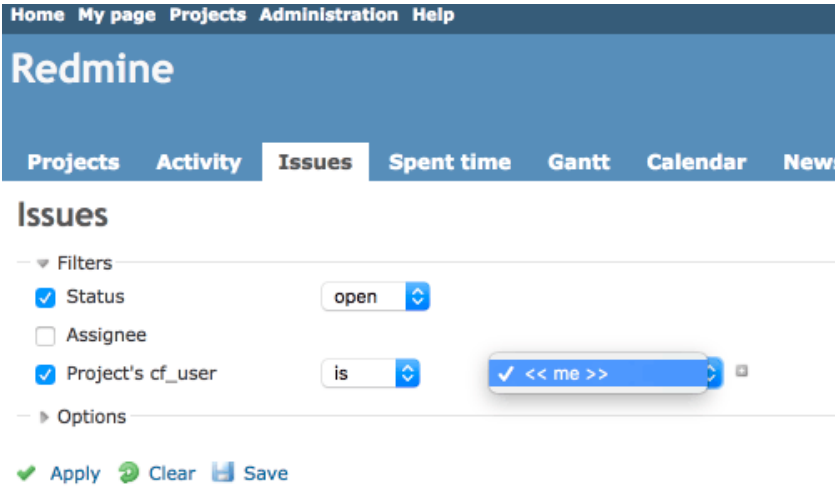 Home My page Projects Administration Help
Redmine
Projects Activity Issues Spent time Gantt Calendar News
Issues
Filters
Status open
Assignee
Project's cf_user is << me >>
Options
Apply Clear Save